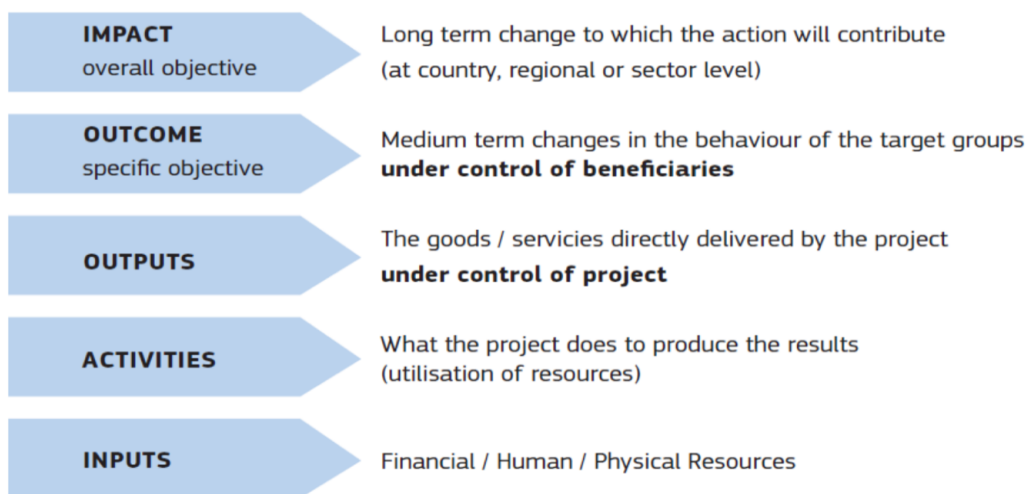 IMPACT
overall objective
Long term change to which the action will contribute
(at country, regional or sector level)
OUTCOME
specific objective
Medium term changes in the behaviour of the target groups
under control of beneficiaries
OUTPUTS
The goods / servicies directly delivered by the project
under control of project
ACTIVITIES
What the project does to produce the results
(utilisation of resources)
INPUTS
Financial / Human / Physical Resources